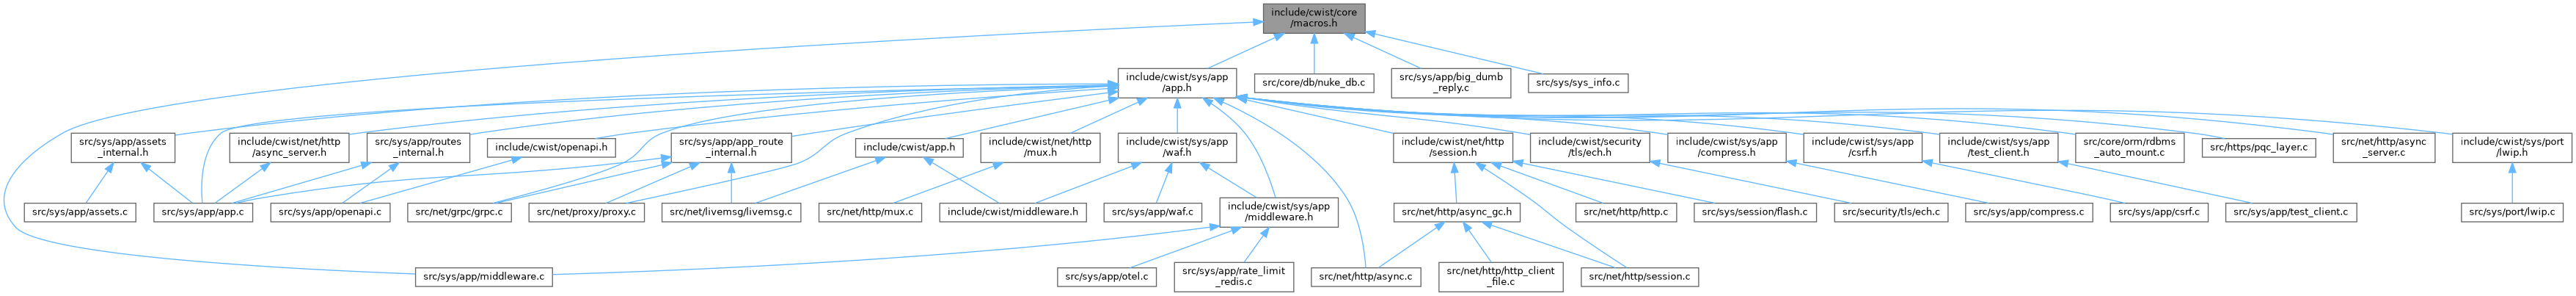 include/cwist/core
/macros.h
include/cwist/sys/app
/app.h
src/core/db/nuke_db.c
src/sys/app/big_dumb
_reply.c
src/sys/sys_info.c
src/sys/app/assets
_internal.h
include/cwist/net/http
/async_server.h
src/sys/app/routes
_internal.h
include/cwist/openapi.h
src/sys/app/app_route
_internal.h
include/cwist/app.h
include/cwist/net/http
/mux.h
include/cwist/sys/app
/waf.h
include/cwist/net/http
/session.h
include/cwist/security
/tls/ech.h
include/cwist/sys/app
/compress.h
include/cwist/sys/app
/csrf.h
include/cwist/sys/app
/test_client.h
src/core/orm/rdbms
_auto_mount.c
src/https/pqc_layer.c
src/net/http/async
_server.c
include/cwist/sys/port
/lwip.h
src/sys/app/assets.c
src/sys/app/app.c
src/sys/app/openapi.c
src/net/grpc/grpc.c
src/net/proxy/proxy.c
src/net/livemsg/livemsg.c
src/net/http/mux.c
include/cwist/middleware.h
src/sys/app/waf.c
include/cwist/sys/app
/middleware.h
src/net/http/async_gc.h
src/net/http/http.c
src/sys/session/flash.c
src/security/tls/ech.c
src/sys/app/compress.c
src/sys/app/csrf.c
src/sys/app/test_client.c
src/sys/port/lwip.c
src/sys/app/middleware.c
src/sys/app/otel.c
src/sys/app/rate_limit
_redis.c
src/net/http/async.c
src/net/http/http_client
_file.c
src/net/http/session.c